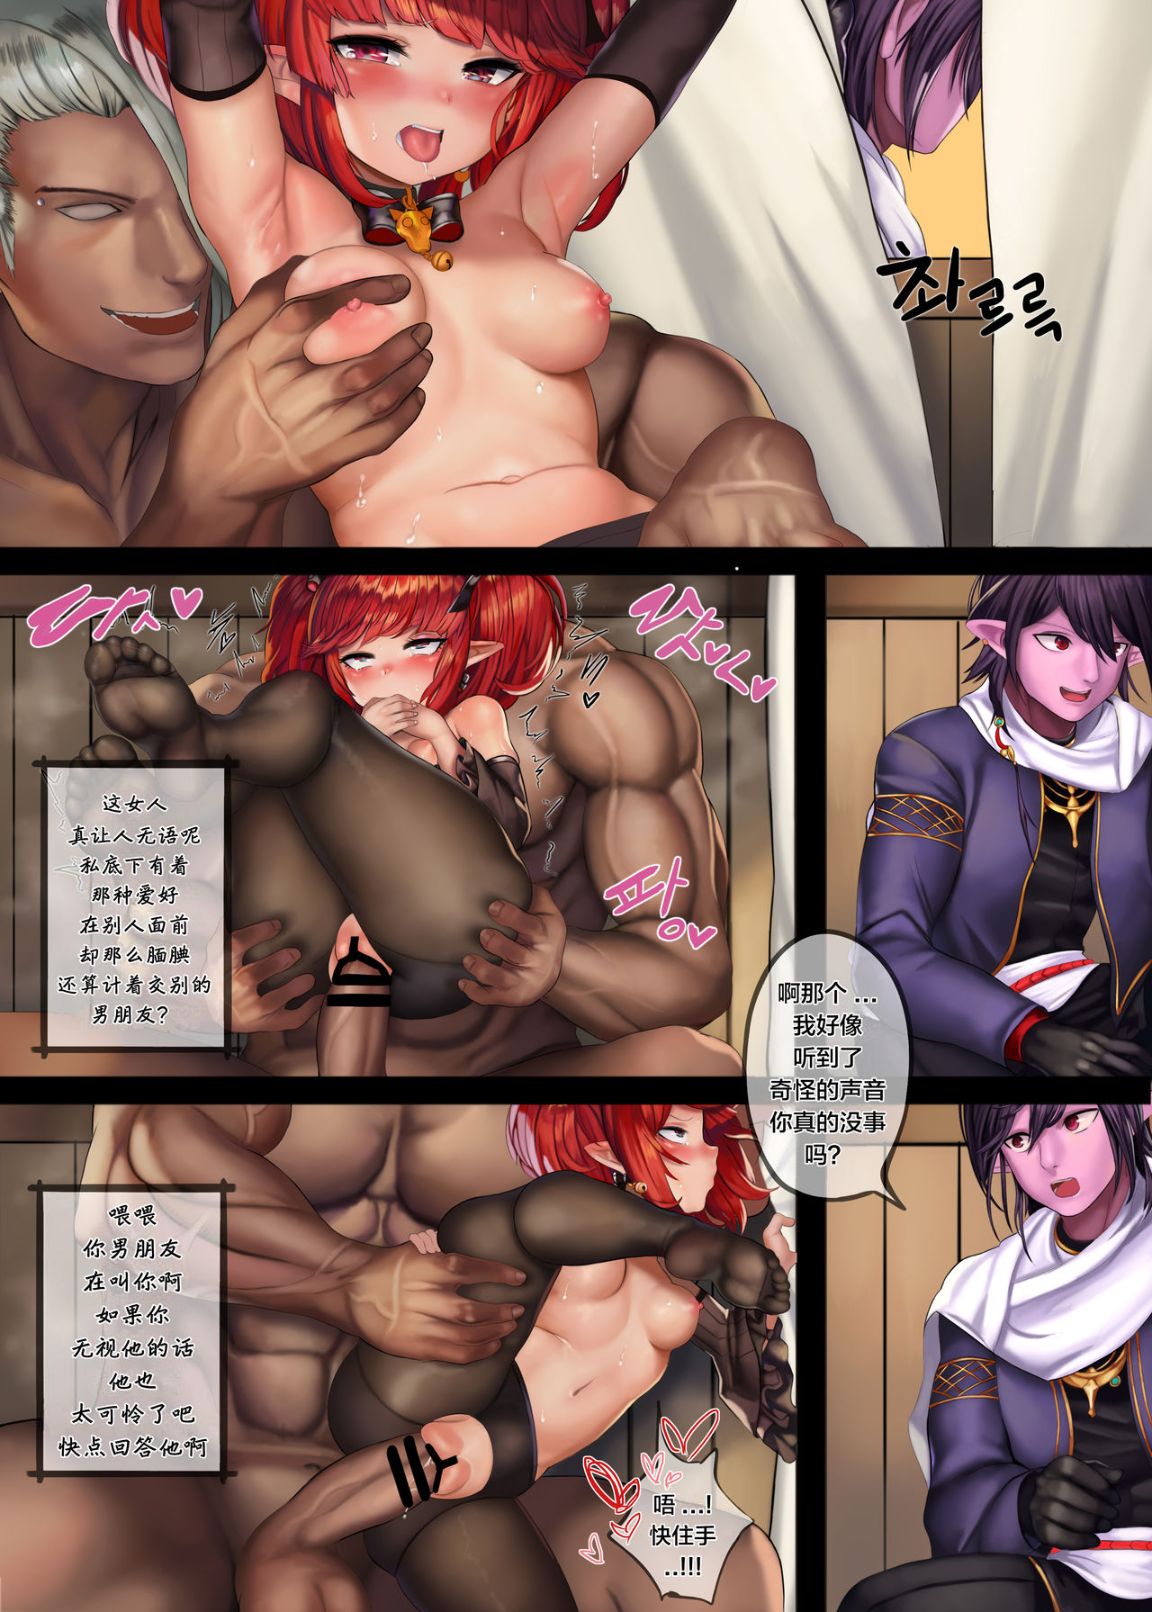 촤
르륵
这女人
真让人无语呢
私底下有着
那种爱好
在别人面前
却那么腼腆
还算计着交别的
男朋友?
啊那个 ...
我好像
听到了
奇怪的声音
你真的没事
吗?
팡
喂喂
你男朋友
在叫你啊
如果你
无视他的话
他也
太可怜了吧
快点回答他啊
唔 ...!
快住手
..!!!